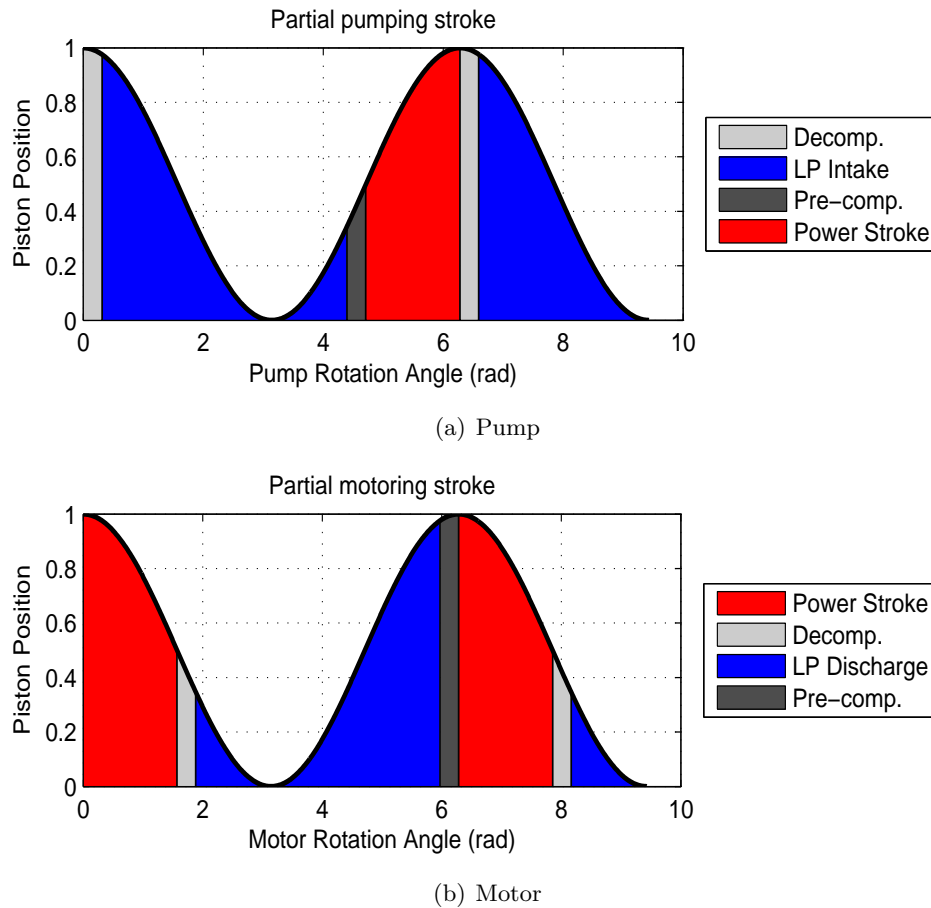 Partial pumping stroke
Piston Position
1
0.8
0.6
0.4
0.2
0
0 2 4 6 8 10
Pump Rotation Angle (rad)
Decomp.
LP Intake
Pre-comp.
Power Stroke
(a) Pump
Partial motoring stroke
Piston Position
1
0.8
0.6
0.4
0.2
0
0 2 4 6 8 10
Motor Rotation Angle (rad)
Power Stroke
Decomp.
LP Discharge
Pre-comp.
(b) Motor